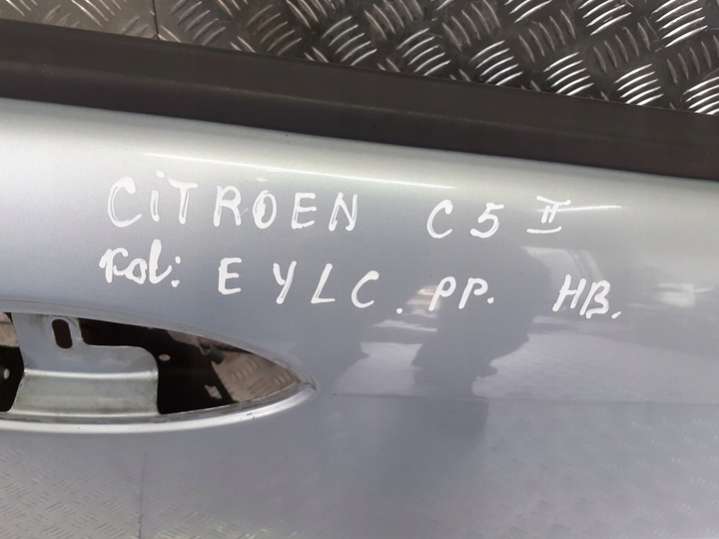 CiTROEN C5 II
Kol: EYLC. PP. HB.